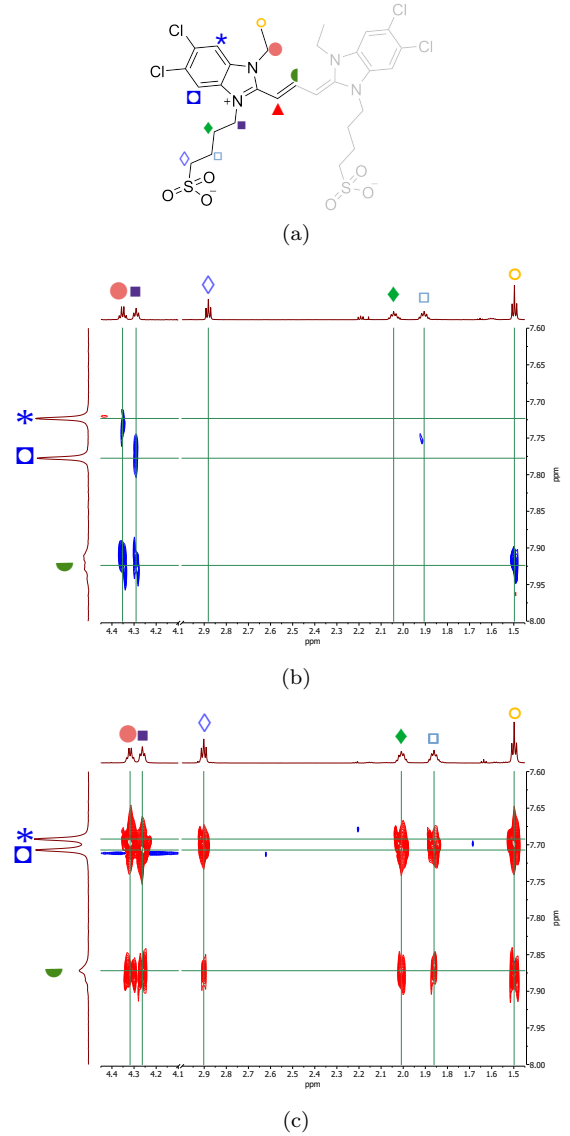 Cl
Cl
N
N
+
N
N
Cl
Cl
S
O
O
O
−
S
O
O
O
−
(a)
7.60
7.65
7.70
7.75
7.80
7.85
7.90
7.95
8.00
ppm
4.4 4.3 4.2 4.1 3.0 2.9 2.8 2.7 2.6 2.5 2.4 2.3 2.2 2.1 2.0 1.9 1.8 1.7 1.6 1.5
ppm
(b)
7.60
7.65
7.70
7.75
7.80
7.85
7.90
7.95
8.00
ppm
4.4 4.3 4.2 4.1 3.0 2.9 2.8 2.7 2.6 2.5 2.4 2.3 2.2 2.1 2.0 1.9 1.8 1.7 1.6 1.5
ppm
(c)